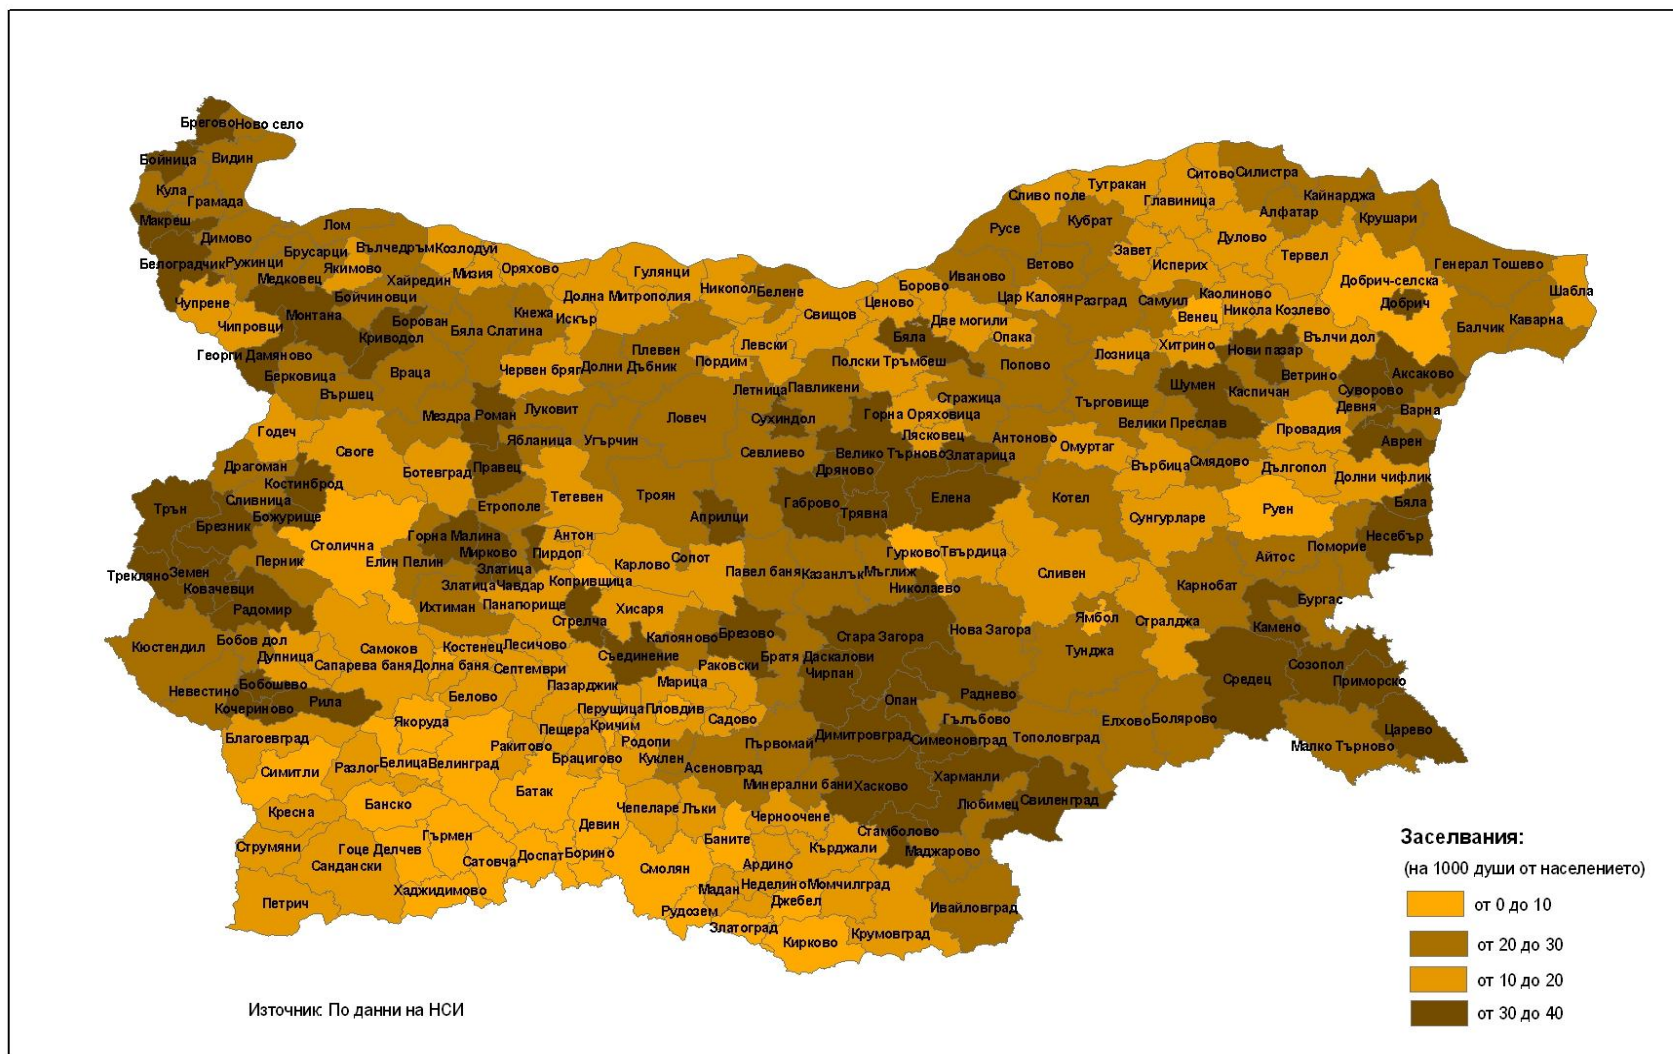 Брегово
Ново село
Бойница
Видин
Кула
Грамада
Макреш
Димово
Лом
Брусарци
Вълчедръм
Козлодуй
Белоградчик
Ружинци
Медковец
Якимово
Хайредин
Мизия
Оряхово
Гулянци
Чупрене
Бойчиновци
Долна Митрополия
Никопол
Белене
Монтана
Чипровци
Борован
Кнежа
Искър
Криводол
Бяла Слатина
Свищов
Ценово
Борово
Георги Дамяново
Берковица
Враца
Вършец
Червен бряг
Долни Дъбник
Плевен
Пордим
Левски
Полски Тръмбеш
Бяла
Две могили
Опака
Мездра
Роман
Луковит
Летница
Павликени
Ловеч
Сухиндол
Горна Оряховица
Стражица
Попово
Годеч
Своге
Ябланица
Угърчин
Лясковец
Антоново
Драгоман
Ботевград
Правец
Севлиево
Велико Търново
Златарица
Костинброд
Дряново
Сливница
Етрополе
Тетевен
Троян
Априлци
Габрово
Трявна
Елена
Котел
Трън
Божурище
Брезник
Столична
Горна Малина
Антон
Мирково
Пирдоп
Перник
Елин Пелин
Златица
Карлово
Сопот
Гурково
Твърдица
Трекляно
Земен
Ковачевци
Златица
Чавдар
Копривщица
Павел баня
Казанлък
Мъглиж
Сливен
Николаево
Радомир
Ихтиман
Панагюрище
Хисаря
Стрелча
Кюстендил
Бобов дол
Дупница
Самоков
Костенец
Лесичово
Калояново
Брезово
Стара Загора
Нова Загора
Ямбол
Стралджа
Тунджа
Сапарева баня
Долна баня
Септември
Съединение
Раковски
Братя Даскалови
Чирпан
Невестино
Бобошево
Кочериново
Рила
Белово
Пазарджик
Марица
Опан
Раднево
Перущица
Пловдив
Садово
Гълъбово
Елхово
Болярово
Благоевград
Якоруда
Пещера
Кричим
Родопи
Първомай
Димитровград
Симеоновград
Тополовград
Симитли
Разлог
Белица
Велинград
Ракитово
Брацигово
Куклен
Асеновград
Минерални бани
Хасково
Харманли
Кресна
Банско
Батак
Чепеларе
Лъки
Черноочене
Любимец
Свиленград
Струмяни
Гърмен
Девин
Баните
Стамболово
Сандански
Гоце Делчев
Сатовча
Доспат
Борино
Смолян
Ардино
Кърджали
Маджарово
Петрич
Хаджидимово
Мадан
Неделино
Момчилград
Джебел
Ивайловград
Рудозем
Златоград
Кирково
Крумовград
Сливо поле
Тутракан
Ситово
Силистра
Кайнарджа
Главиница
Алфатар
Крушари
Русе
Кубрат
Дулово
Завет
Исперих
Тервел
Генерал Тошево
Иваново
Ветово
Добрич-селска
Шабла
Цар Калоян
Разград
Самуил
Каолиново
Добрич
Венец
Никола Козлево
Каварна
Балчик
Лозница
Хитрино
Нови пазар
Вълчи дол
Ветрино
Аксаково
Шумен
Каспичан
Суворово
Търговище
Девня
Варна
Велики Преслав
Провадия
Омуртаг
Аврен
Върбица
Смядово
Дългопол
Долни чифлик
Сунгурларе
Руен
Бяла
Несебър
Поморие
Айтос
Карнобат
Бургас
Камено
Созопол
Средец
Приморско
Царево
Малко Търново
Заселвания:
(на 1000 души от населението)
от 0 до 10
от 20 до 30
от 10 до 20
от 30 до 40
Източник: По данни на НСИ